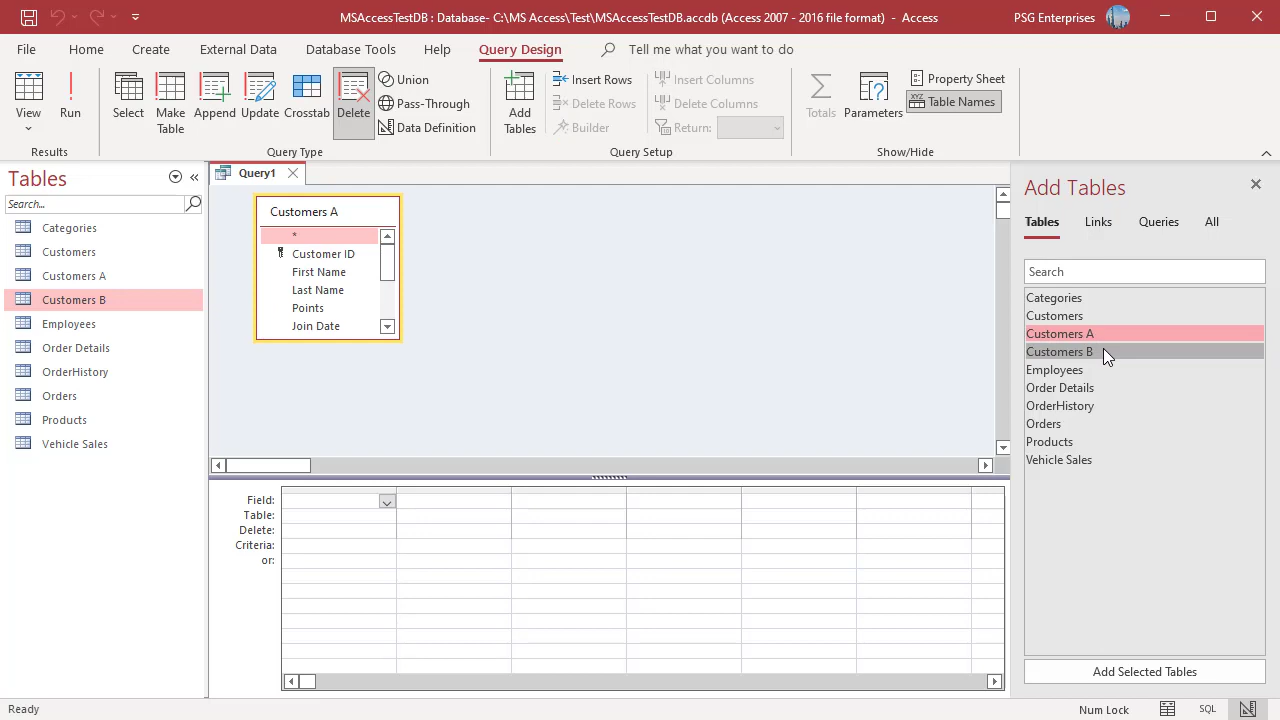 MSAccessTestDB : Database- C:\MS Access\Test\MSAccessTestDB.accdb (Access 2007 - 2016 file format) - Access
PSG Enterprises
File
Home
Create
External Data
Database Tools
Help
Query Design
Tell me what you want to do
View
Run
Select
Make Table
Append
Update
Crosstab
Delete
Union
Pass-Through
Data Definition
Add Tables
Insert Rows
Delete Rows
Builder
Insert Columns
Delete Columns
Return:
Totals
Parameters
Property Sheet
XYZ
Table Names
Results
Query Type
Query Setup
Show/Hide
Tables
Search...
Categories
Customers
Customers A
Customers B
Employees
Order Details
OrderHistory
Orders
Products
Vehicle Sales
Query1
Customers A
*
Customer ID
First Name
Last Name
Points
Join Date
Field:
Table:
Delete:
Criteria:
or:
Add Tables
Tables
Links
Queries
All
Search
Categories
Customers
Customers A
Customers B
Employees
Order Details
OrderHistory
Orders
Products
Vehicle Sales
Add Selected Tables
Ready
Num Lock
SQL